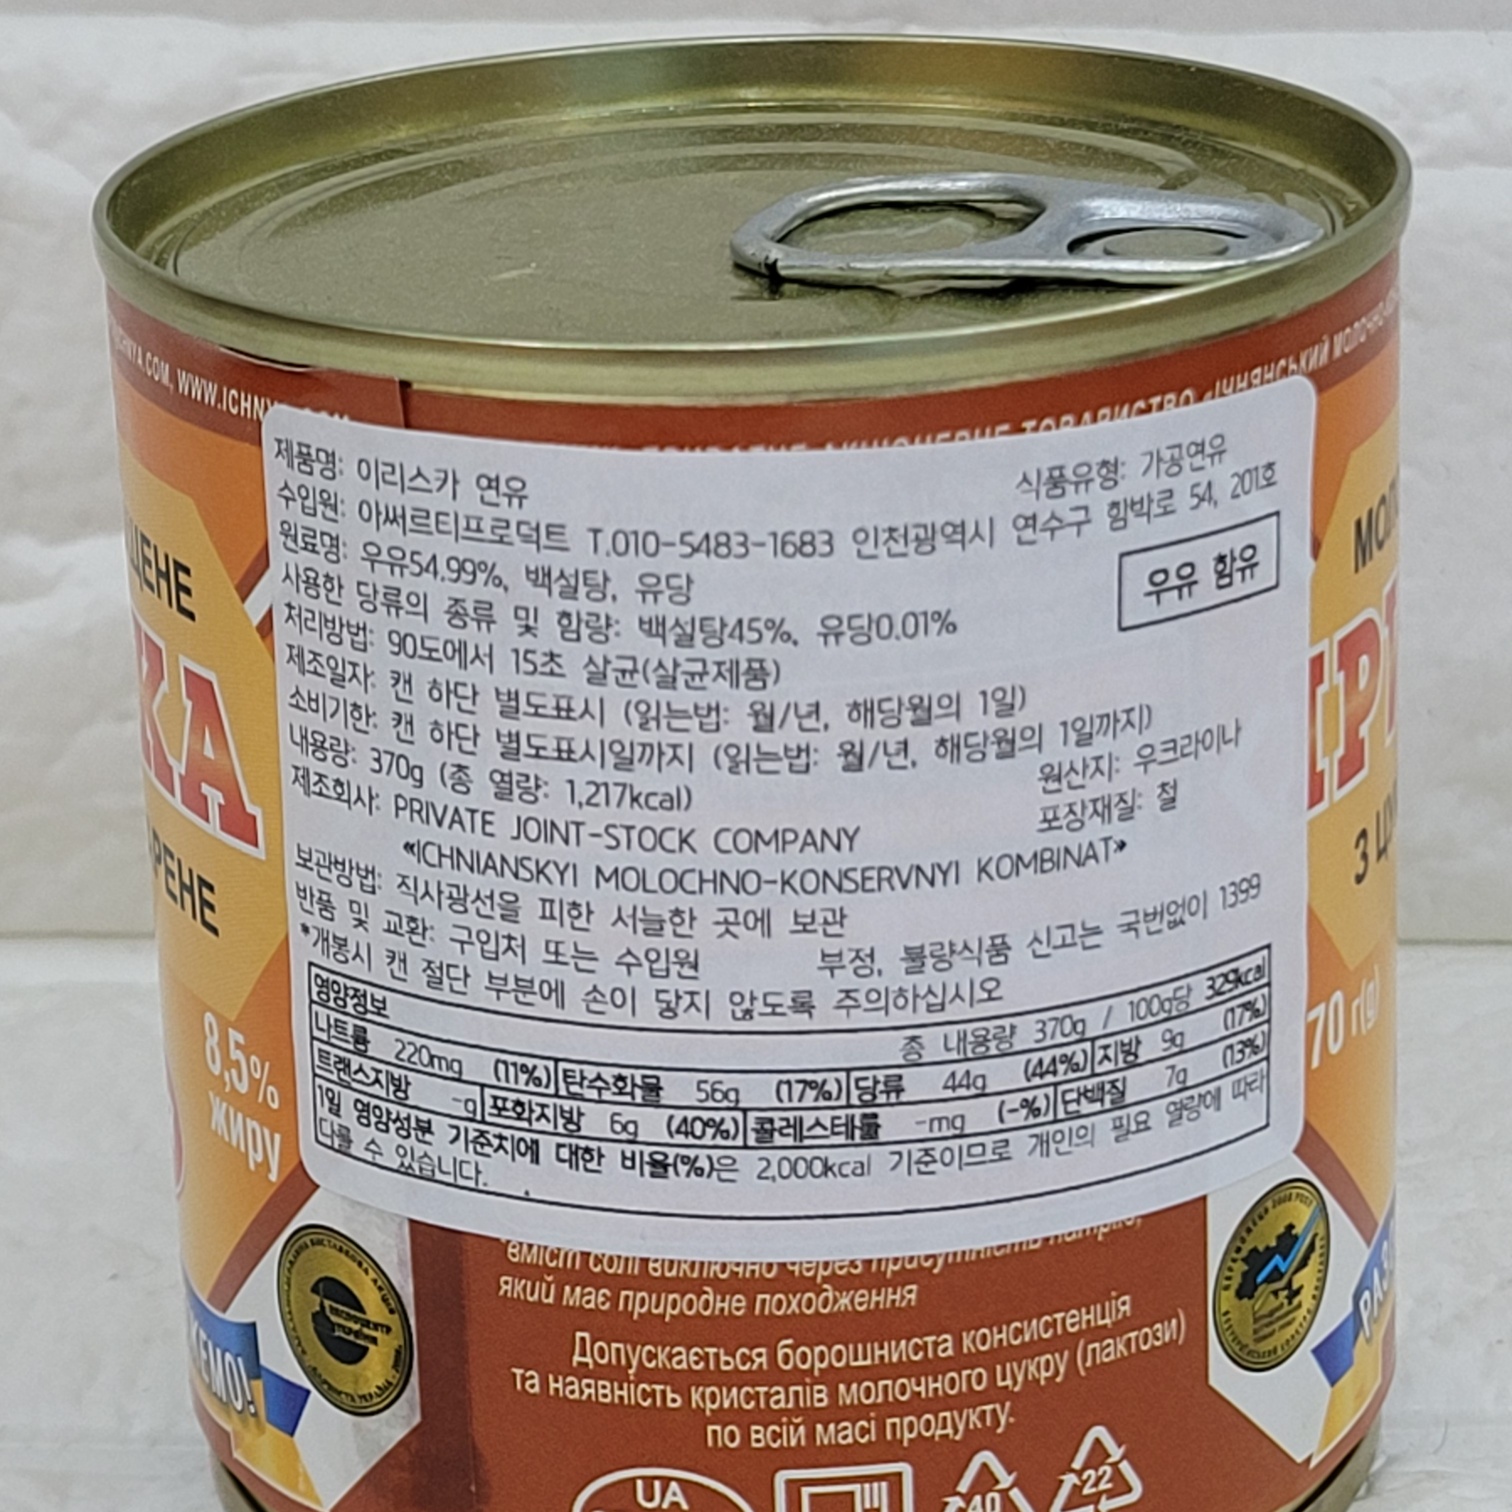 WWW.ICHN
ІЧНЯНСЬКИЙ
제품명: 이리스카 연유
식품유형: 가공연유
수입원: 아써르티프로덕트 T.010-5483-1683 인천광역시 연수구 함박로 54, 201호
원료명: 우유54.99%, 백설탕, 유당
우유 함유
사용한 당류의 종류 및 함량: 백설탕45%, 유당0.01%
처리방법: 90도에서 15초 살균(살균제품)
제조일자: 캔 하단 별도표시 (읽는법: 월/년, 해당월의 1일)
소비기한: 캔 하단 별도표시일까지 (읽는법: 월/년, 해당월의 1일까지)
내용량: 370g (총 열량: 1,217kcal)
원산지: 우크라이나
제조회사: PRIVATE JOINT-STOCK COMPANY
포장재질: 철
«ICHNIANSKYI MOLOCHNO-KONSERVNYI KOMBINAT»
보관방법: 직사광선을 피한 서늘한 곳에 보관
반품 및 교환: 구입처 또는 수입원
부정, 불량식품 신고는 국번없이 1399
*개봉시 캔 절단 부분에 손이 닿지 않도록 주의하십시오
영양정보
총 내용량 370g / 100g당 329kcal
나트륨 220mg (11%) 탄수화물 56g (17%) 당류 44g (44%) 지방 9g (17%)
트랜스지방 -g 포화지방 6g (40%) 콜레스테롤 -mg (-%) 단백질 7g (13%)
1일 영양성분 기준치에 대한 비율(%)은 2,000kcal 기준이므로 개인의 필요 열량에 따라
다를 수 있습니다.
ЩЕНЕ
КА
РЕНЕ
8,5%
жиру
70 г(g)
вміст солі виключно через присутність натрію,
який має природне походження
Допускається борошниста консистенція
та наявність кристалів молочного цукру (лактози)
по всій масі продукту.
UA
40
22